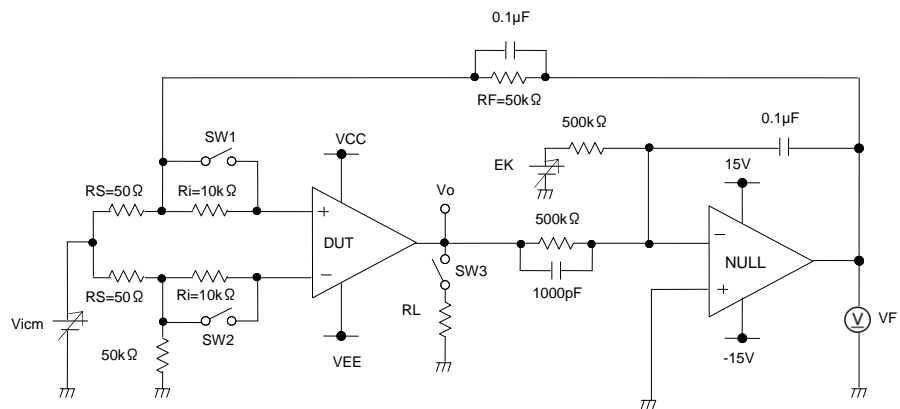 0.1μF
RF=50kΩ
SW1
VCC
500kΩ
0.1μF
EK
15V
RS=50Ω
Ri=10kΩ
Vo
+
DUT
−
500kΩ
−
NULL
+
SW3
RS=50Ω
Ri=10kΩ
1000pF
RL
V
VF
Vicm
SW2
50kΩ
VEE
-15V